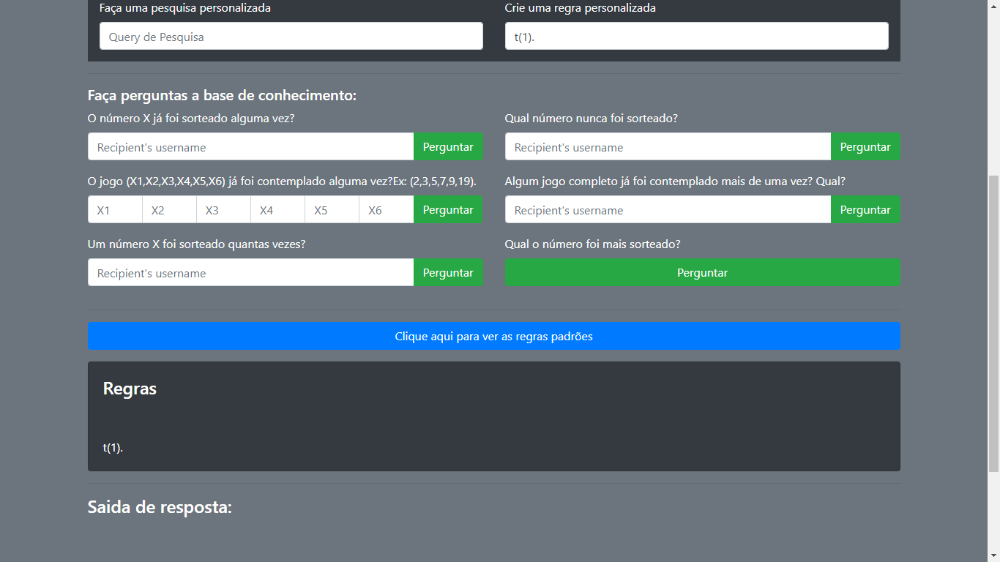 Faça uma pesquisa personalizada
Crie uma regra personalizada
Query de Pesquisa
t(1).
Faça perguntas a base de conhecimento:
O número X já foi sorteado alguma vez?
Qual número nunca foi sorteado?
Recipient's username
Perguntar
Recipient's username
Perguntar
O jogo (X1,X2,X3,X4,X5,X6) já foi contemplado alguma vez?Ex: (2,3,5,7,9,19).
Algum jogo completo já foi contemplado mais de uma vez? Qual?
X1
X2
X3
X4
X5
X6
Perguntar
Recipient's username
Perguntar
Um número X foi sorteado quantas vezes?
Qual o número foi mais sorteado?
Recipient's username
Perguntar
Perguntar
Clique aqui para ver as regras padrões
Regras
t(1).
Saida de resposta: